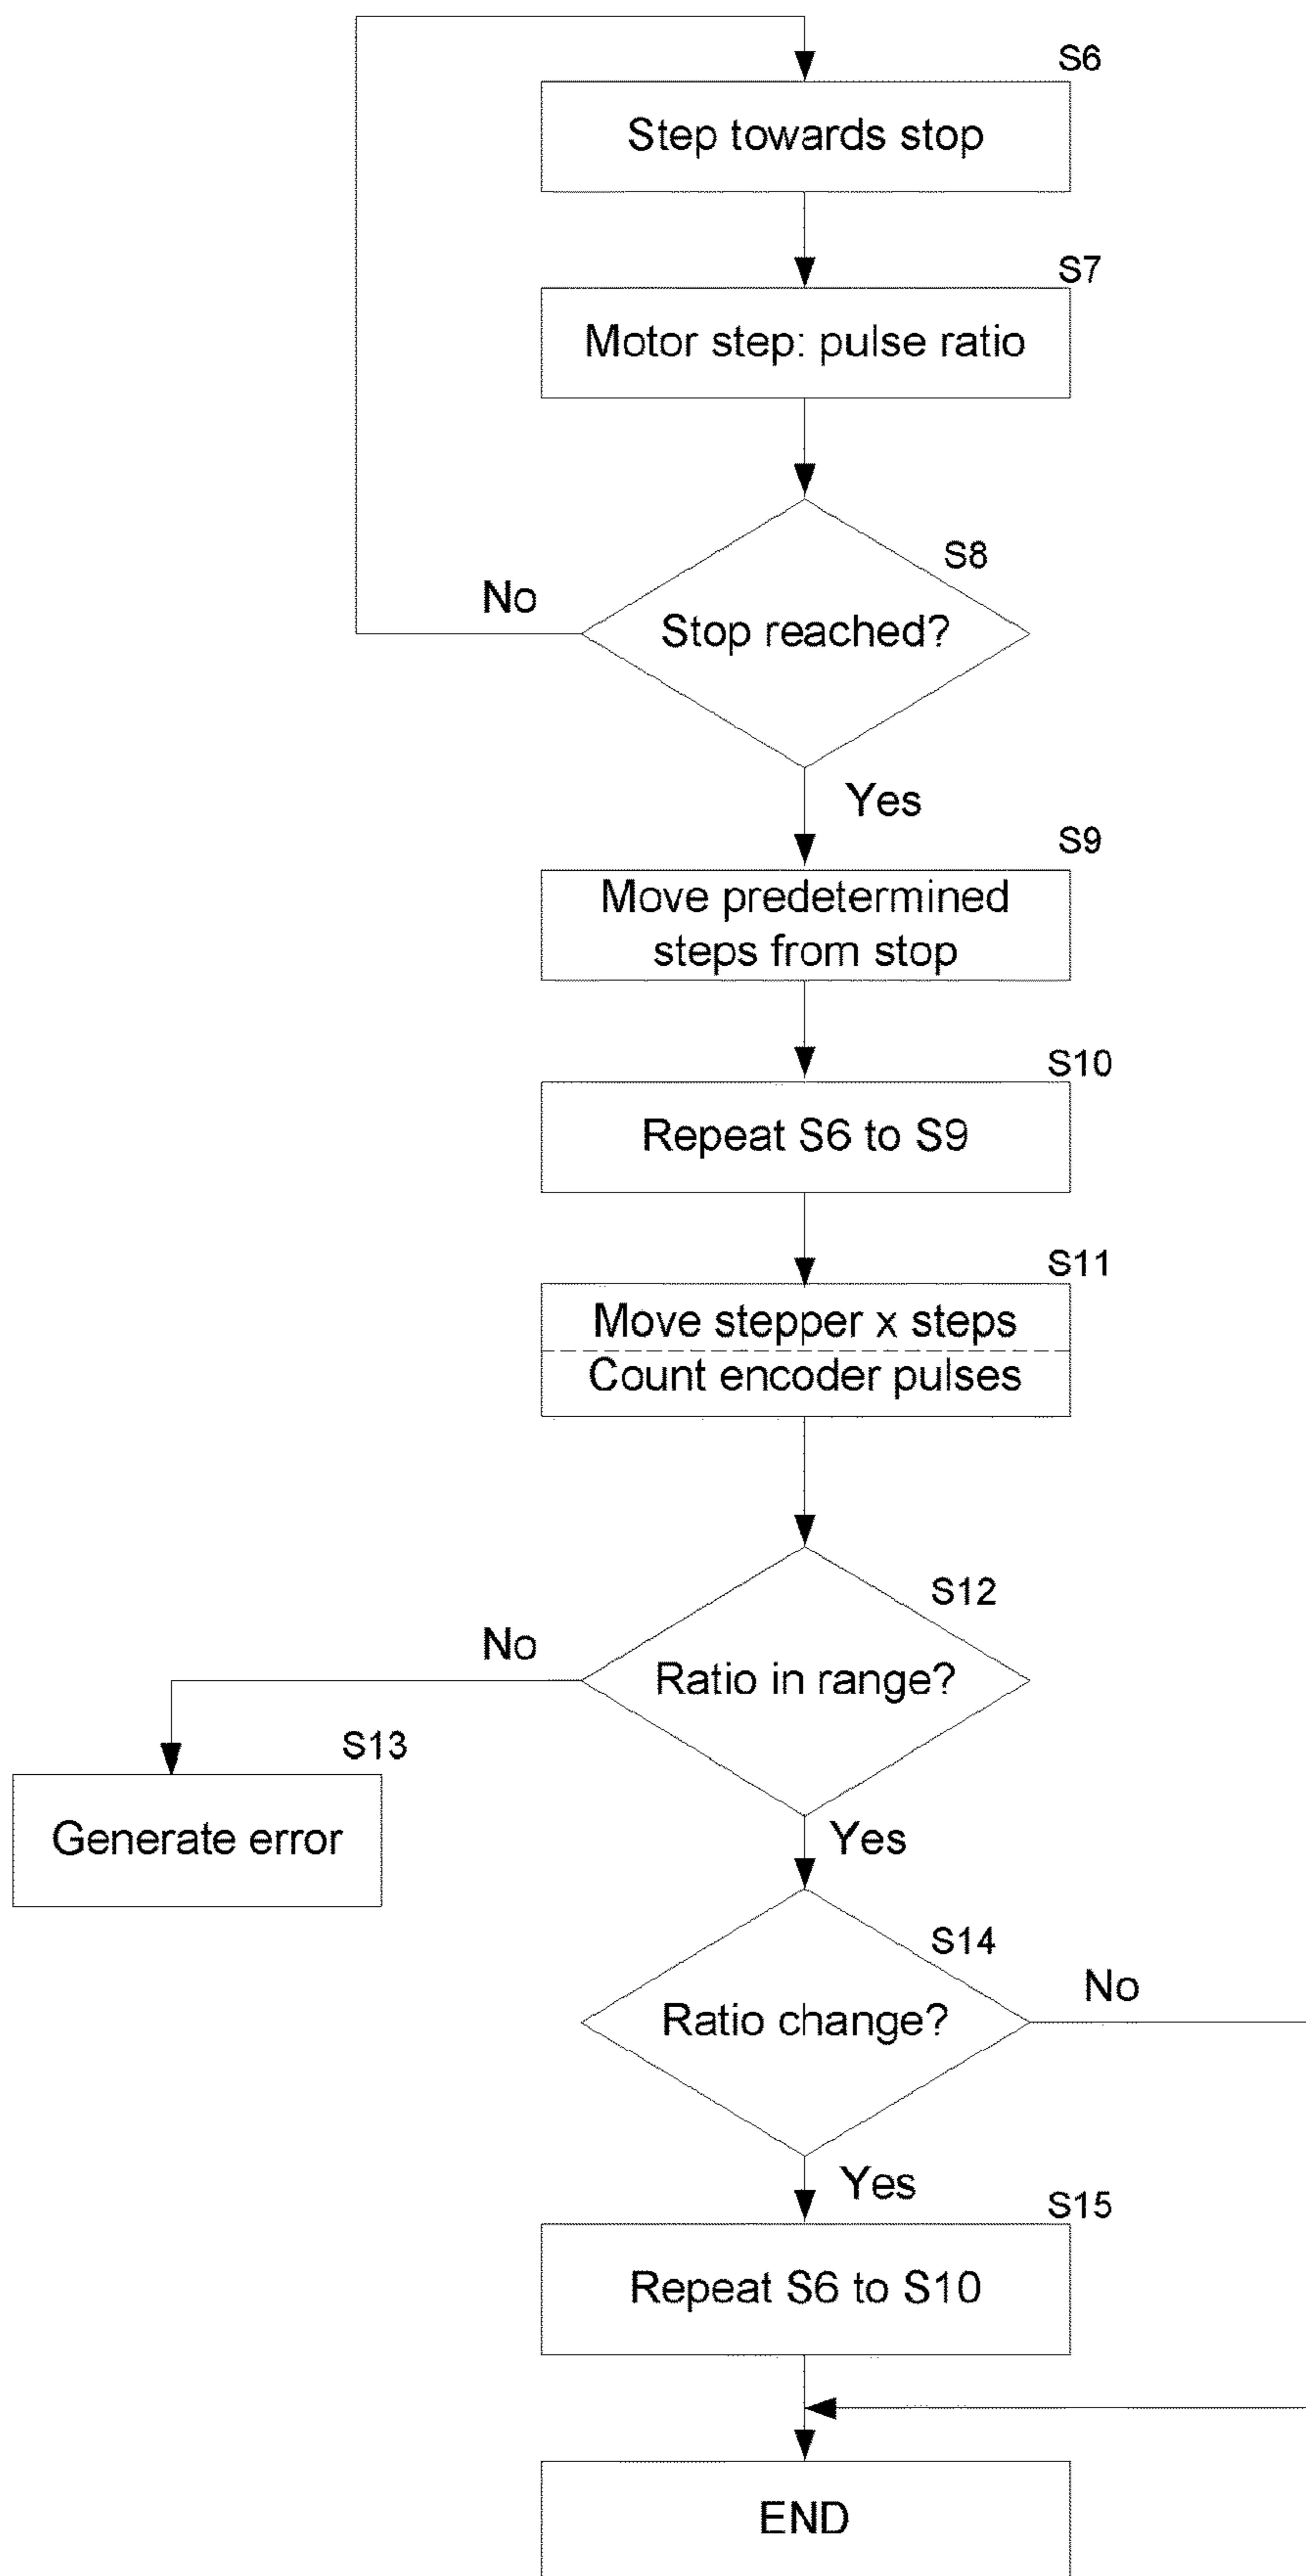 S6
Step towards stop
S7
Motor step: pulse ratio
S8
No
Stop reached?
Yes
S9
Move predetermined
steps from stop
S10
Repeat S6 to S9
S11
Move stepper x steps
Count encoder pulses
S12
No
Ratio in range?
S13
Generate error
Yes
S14
No
Ratio change?
Yes
S15
Repeat S6 to S10
END